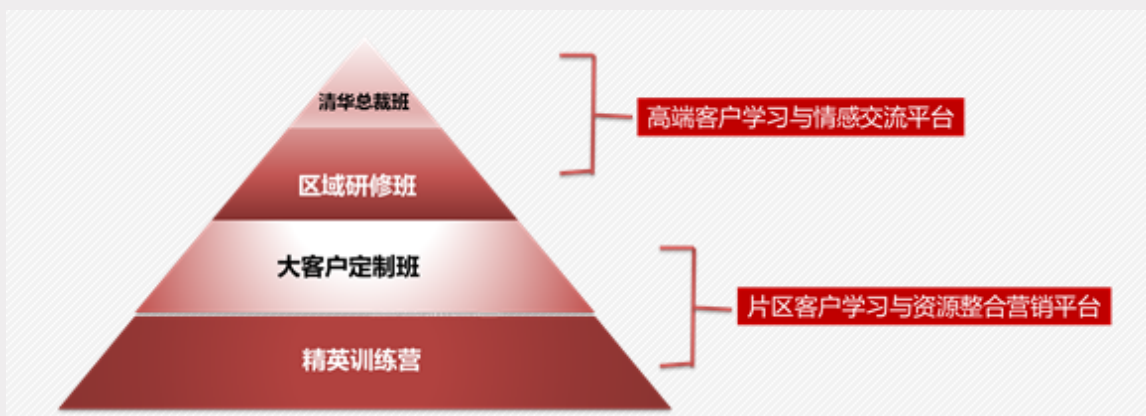 清华总裁班
高端客户学习与情感交流平台
区域研修班
大客户定制班
片区客户学习与资源整合营销平台
精英训练营